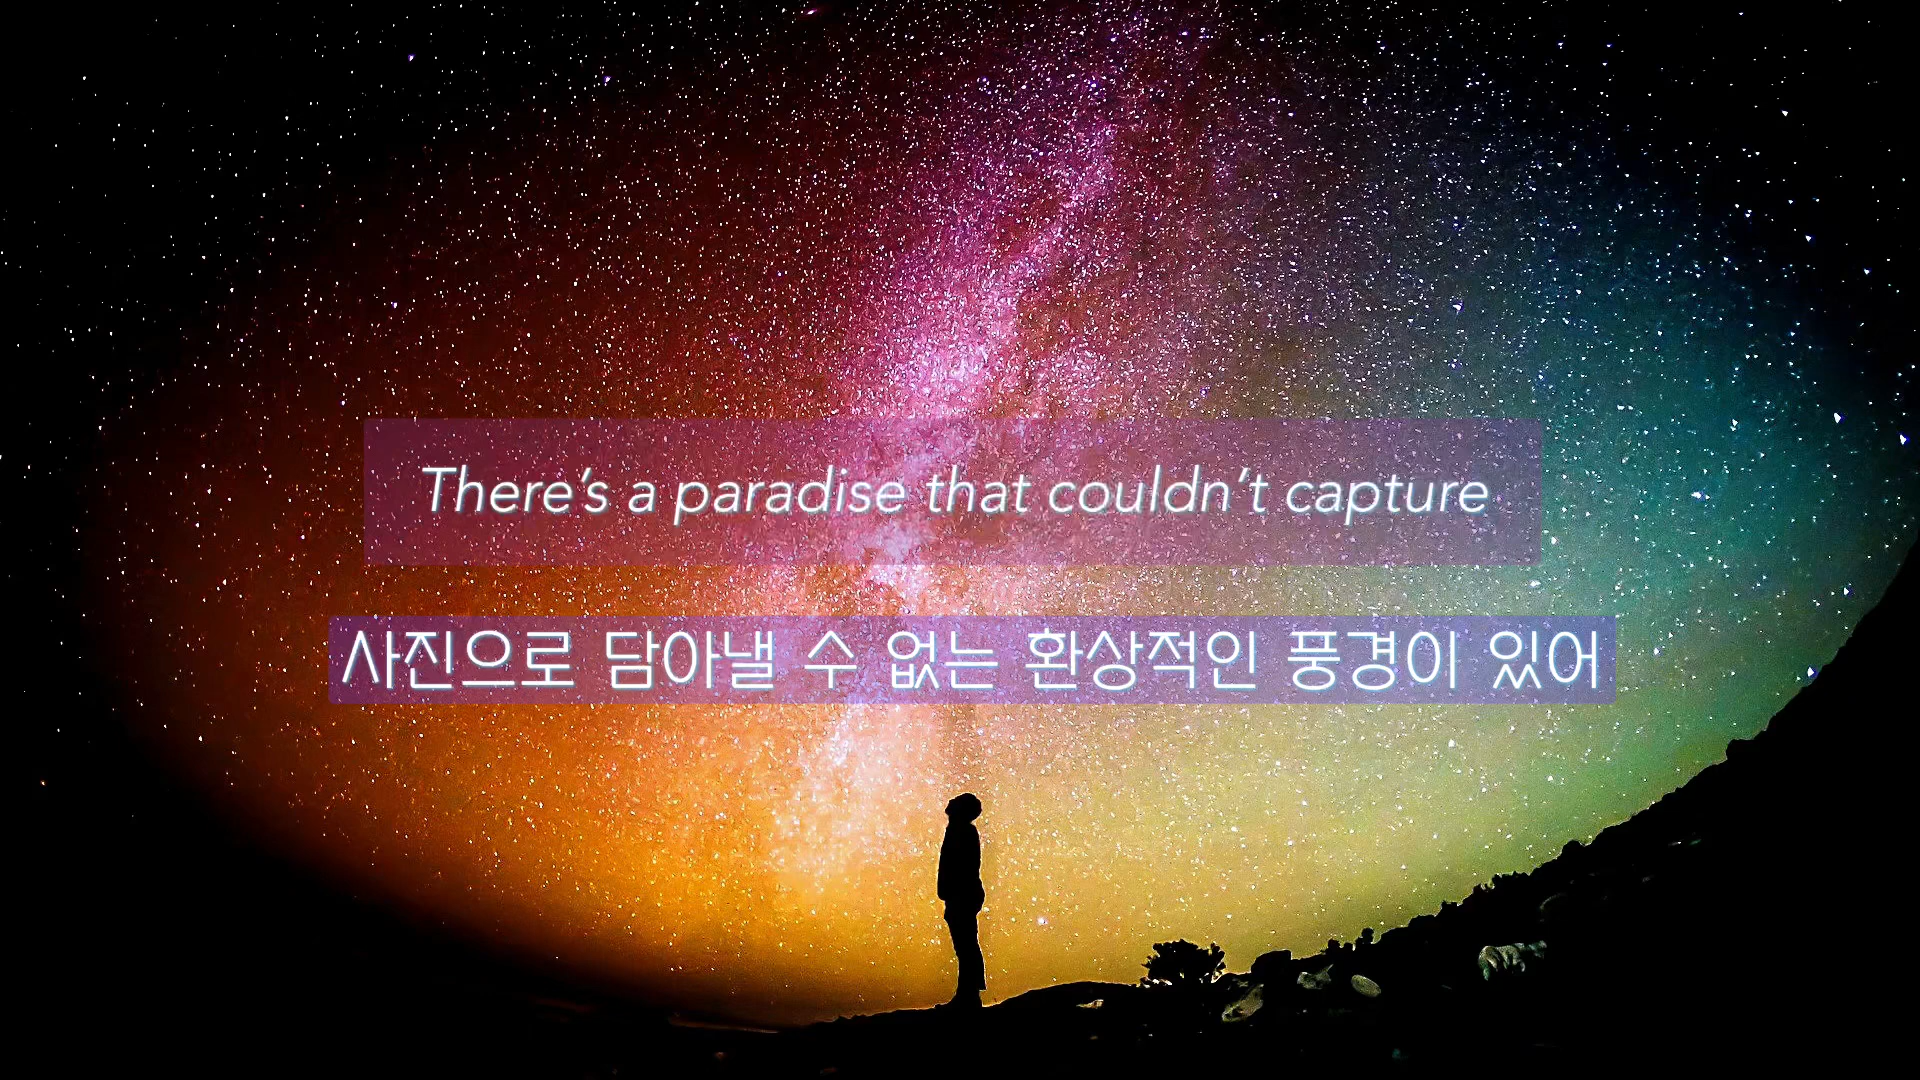 There's a paradise that couldn't capture
사진으로 담아낼 수 없는 환상적인 풍경이 있어